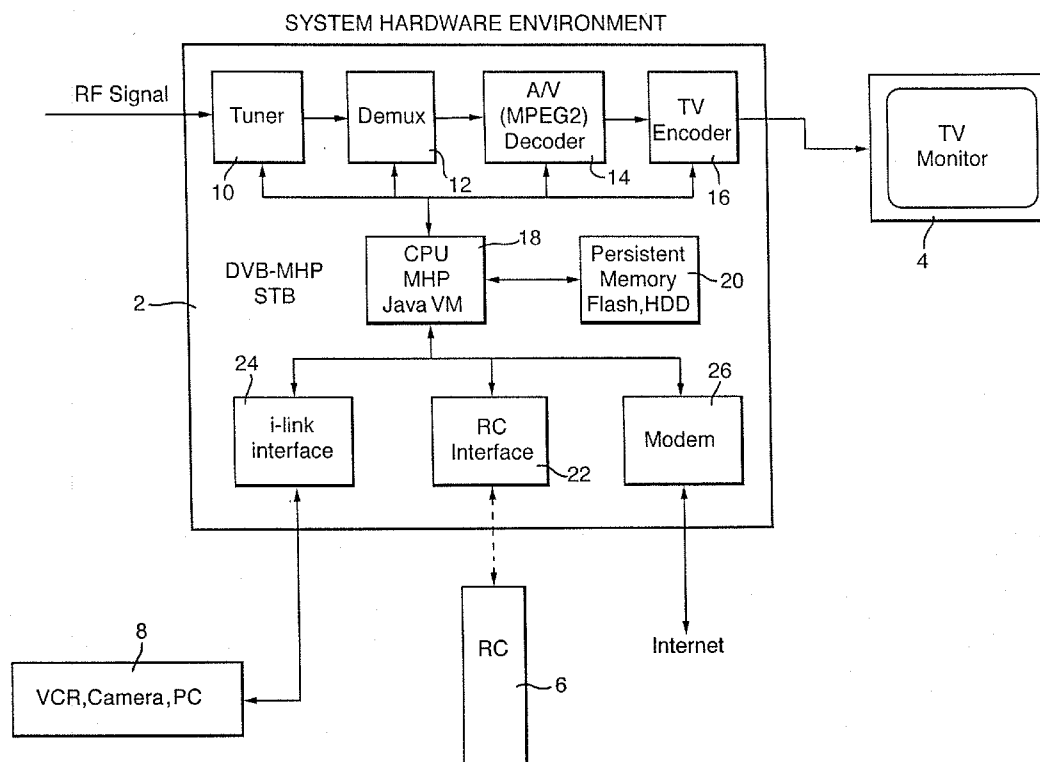 SYSTEM HARDWARE ENVIRONMENT
RF Signal
Tuner
10
Demux
12
A/V
(MPEG2)
Decoder
14
TV
Encoder
16
TV
Monitor
4
DVB-MHP
STB
2
CPU
MHP
Java VM
18
Persistent
Memory
Flash,HDD
20
24
i-link
interface
RC
Interface
22
26
Modem
8
VCR,Camera,PC
RC
6
Internet